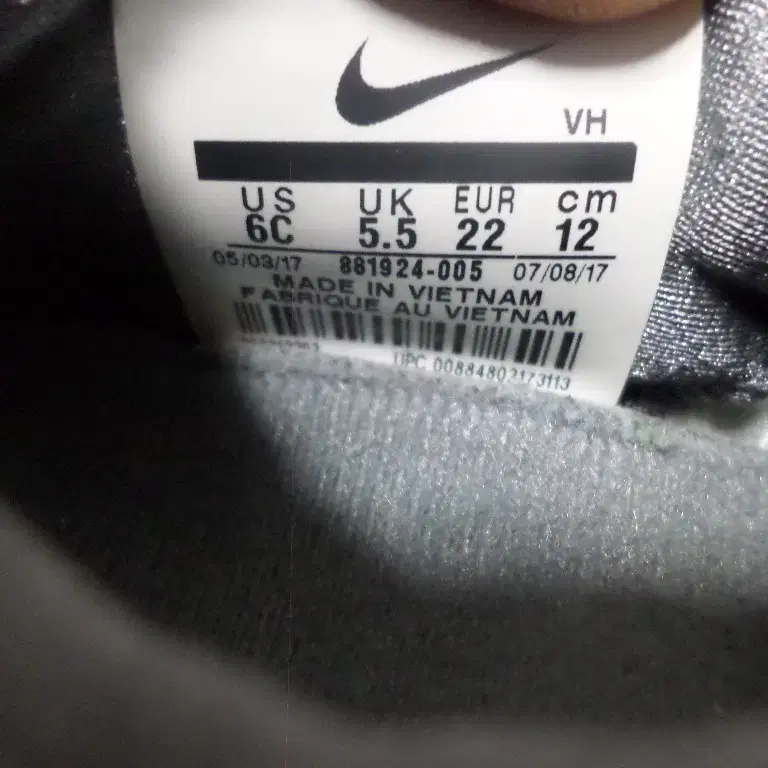 VH
US UK EUR cm
6C 5.5 22 12
05/03/17 881924-005 07/08/17
MADE IN VIETNAM
FABRIQUE AU VIETNAM
UPC 00884802173113